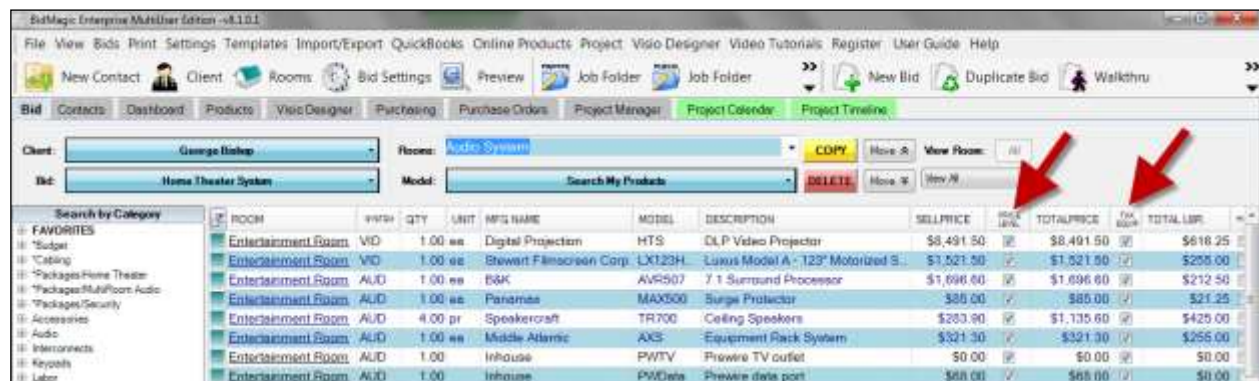 BidMagic Enterprise MultiUser Edition -v8.1.0.1
File View Bids Print Settings Templates Import/Export QuickBooks Online Products Project Visio Designer Video Tutorials Register User Guide Help
New Contact Client Rooms Bid Settings Preview Job Folder Job Folder New Bid Duplicate Bid Walkthru
Bid Contacts Dashboard Products Visio Designer Purchasing Purchase Orders Project Manager Project Calendar Project Timeline
Client: George Bishop Rooms: Audio System COPY Move View Room: All
Bid: Home Theater System Model: Search My Products DELETE Move View All
Search by Category ROOM QTY UNIT MFG NAME MODEL DESCRIPTION SELLPRICE PRICE LEVEL TOTALPRICE TAX EQUIP TOTAL LBR
FAVORITES Entertainment Room VID 1.00 ea Digital Projection HTS DLP Video Projector $8,491.50 $8,491.50 $618.25
*Budget
*Cabling Entertainment Room VID 1.00 ea Stewart Filmscreen Corp. LX123H... Luxus Model A - 123" Motorized S... $1,521.50 $1,521.50 $255.00
*Packages/Home Theater Entertainment Room AUD 1.00 ea B&K AVR507 7.1 Surround Processor $1,696.60 $1,696.60 $212.50
*Packages/MultiRoom Audio
*Packages/Security Entertainment Room AUD 1.00 ea Panamax MAX500 Surge Protector $85.00 $85.00 $21.25
Accessories Entertainment Room AUD 4.00 pr Speakercraft TR700 Ceiling Speakers $283.90 $1,135.60 $425.00
Audio Entertainment Room AUD 1.00 ea Middle Atlantic AXS Equipment Rack System $321.30 $321.30 $255.00
Interconnects
Keypads Entertainment Room AUD 1.00 Inhouse PWTV Prewire TV outlet $0.00 $0.00 $0.00
Labor Entertainment Room AUD 1.00 Inhouse PWData Prewire data port $68.00 $68.00 $0.00